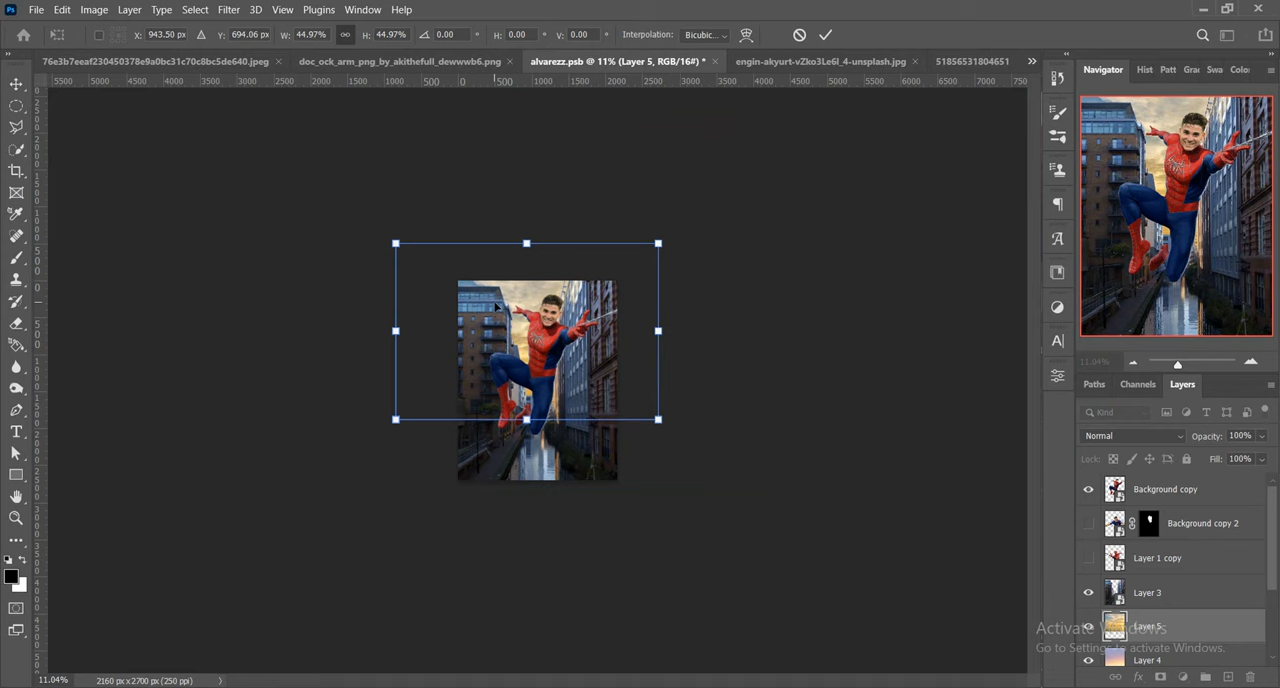 Ps File Edit Image Layer Type Select Filter 3D View Plugins Window Help
X: 943.50 px Y: 694.06 px W: 44.97% H: 44.97% 0.00 ° H: 0.00 ° V: 0.00 ° Interpolation: Bicubic...
76e3b7eeaf230450378e9a0bc31c70c8bc5de640.jpeg × doc_ock_arm_png_by_akithefull_dewwwb6.png × alvarezz.psb @ 11% (Layer 5, RGB/16#) * × engin-akyurt-vZko3Le6l_4-unsplash.jpg × 51856531804651 »
5500 5000 4500 4000 3500 3000 2500 2000 1500 1000 500 0 500 1000 1500 2000 2500 3000 3500 4000 4500 5000 5500 6000 6500 7000 750
Navigator Hist Patt Gra Swa Color
11.04%
Paths Channels Layers
Kind
Normal Opacity: 100%
Lock: Fill: 100%
Background copy
Background copy 2
Layer 1 copy
Layer 3
Layer 5
Layer 4
Activate Windows
Go to Settings to activate Windows.
11.04% 2160 px x 2700 px (250 ppi)